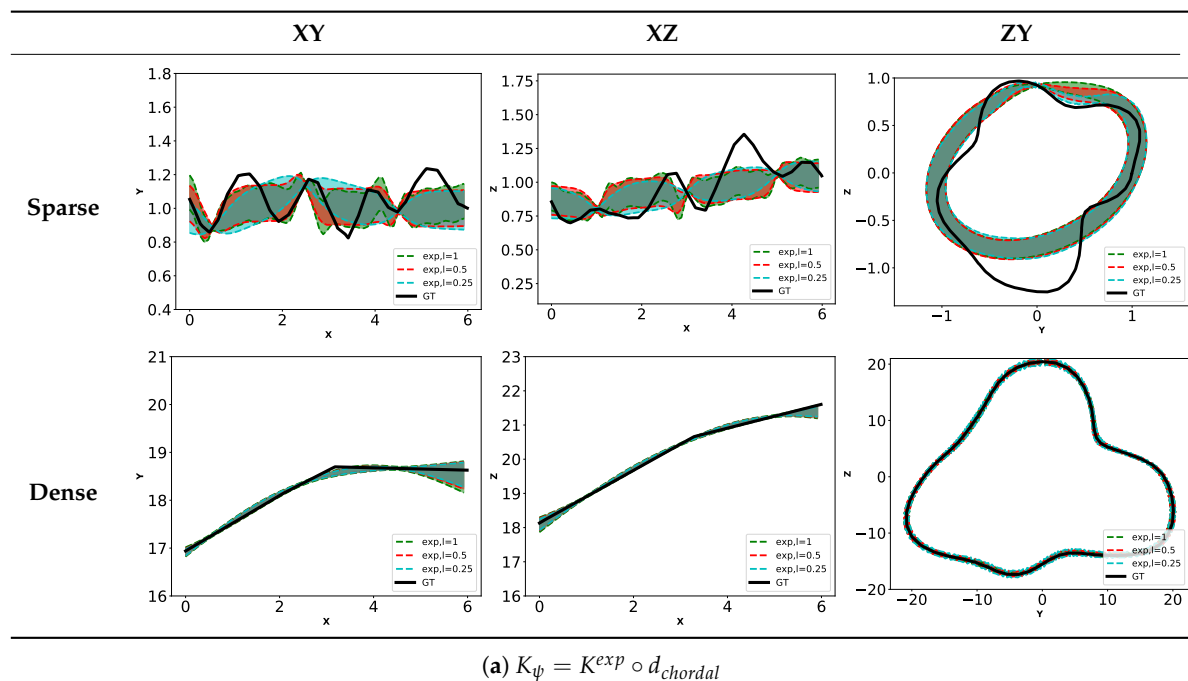 XY XZ ZY
Sparse
1.8
1.6
1.4
1.2
1.0
0.8
0.6
0.4
Y
0 2 4 6
X
exp,l=1
exp,l=0.5
exp,l=0.25
GT
1.75
1.50
1.25
1.00
0.75
0.50
0.25
Z
0 2 4 6
X
exp,l=1
exp,l=0.5
exp,l=0.25
GT
1.0
0.5
0.0
−0.5
−1.0
Z
−1 0 1
Y
exp,l=1
exp,l=0.5
exp,l=0.25
GT
Dense
21
20
19
18
17
16
Y
0 2 4 6
X
exp,l=1
exp,l=0.5
exp,l=0.25
GT
23
22
21
20
19
18
17
16
Z
0 2 4 6
X
exp,l=1
exp,l=0.5
exp,l=0.25
GT
20
10
0
−10
−20
Z
−20 −10 0 10 20
Y
exp,l=1
exp,l=0.5
exp,l=0.25
GT
(a) K_ψ = K^{exp} ∘ d_{chordal}